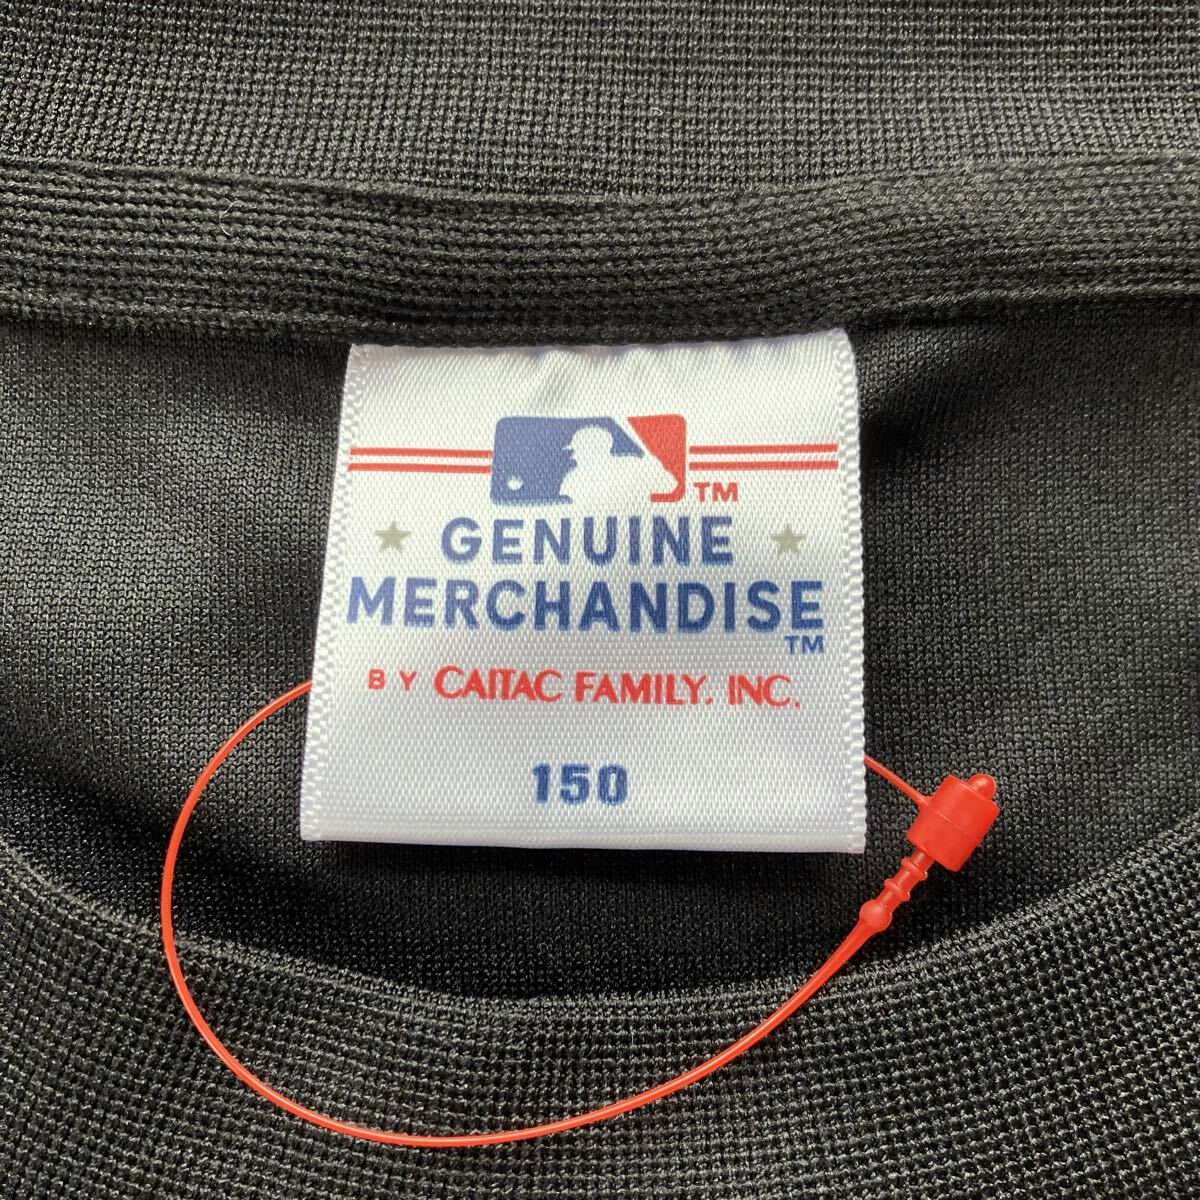 TM
GENUINE
MERCHANDISE
TM
BY CAITAC FAMILY, INC.
150